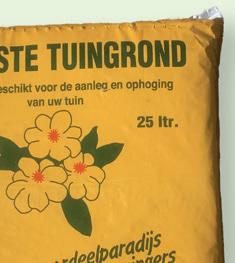 STE TUINGROND
eschikt voor de aanleg en ophoging
van uw tuin
25 ltr.
rdeelparadijs
ingers